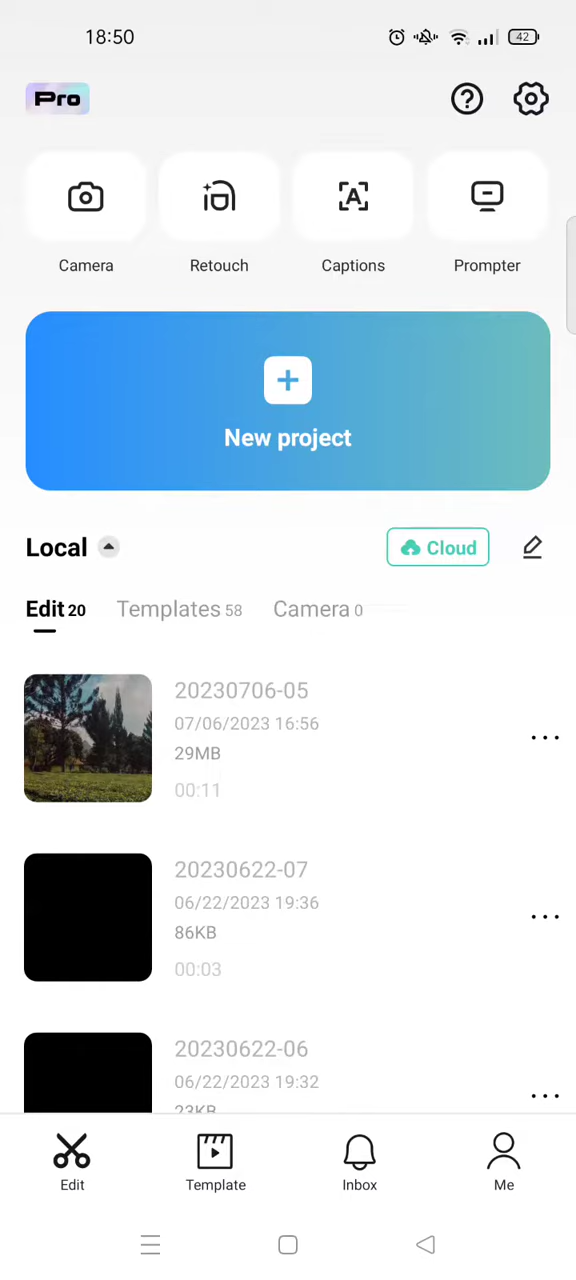 18:50
42
Pro
Camera
Retouch
Captions
Prompter
New project
Local
Cloud
Edit 20
Templates 58
Camera 0
20230706-05
07/06/2023 16:56
29MB
00:11
20230622-07
06/22/2023 19:36
86KB
00:03
20230622-06
06/22/2023 19:32
23KB
Edit
Template
Inbox
Me